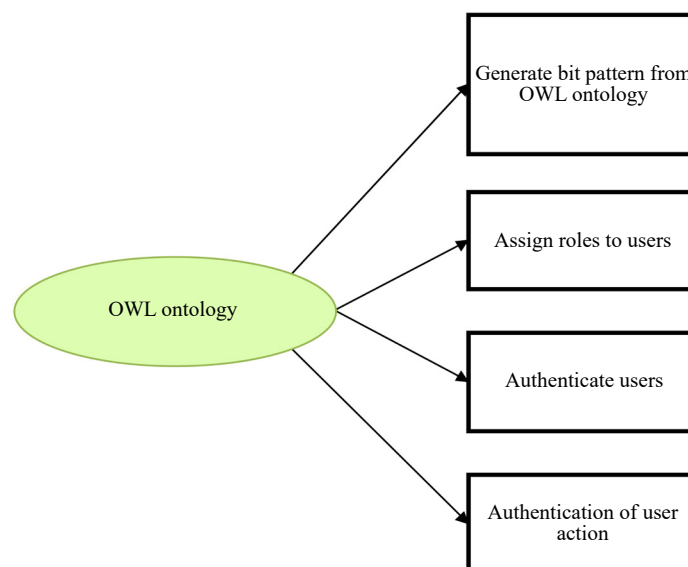 Generate bit pattern from
OWL ontology
Assign roles to users
OWL ontology
Authenticate users
Authentication of user
action